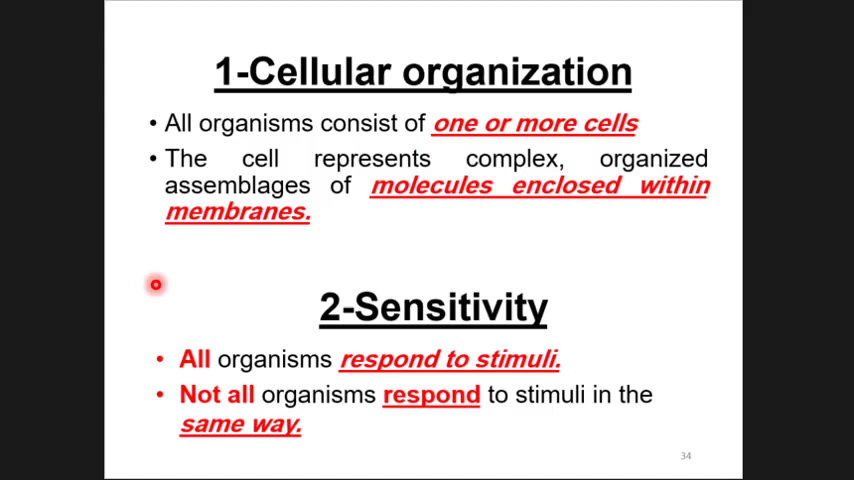 1-Cellular organization
• All organisms consist of one or more cells
• The cell represents complex, organized
assemblages of molecules enclosed within
membranes.
2-Sensitivity
• All organisms respond to stimuli.
• Not all organisms respond to stimuli in the
same way.
34